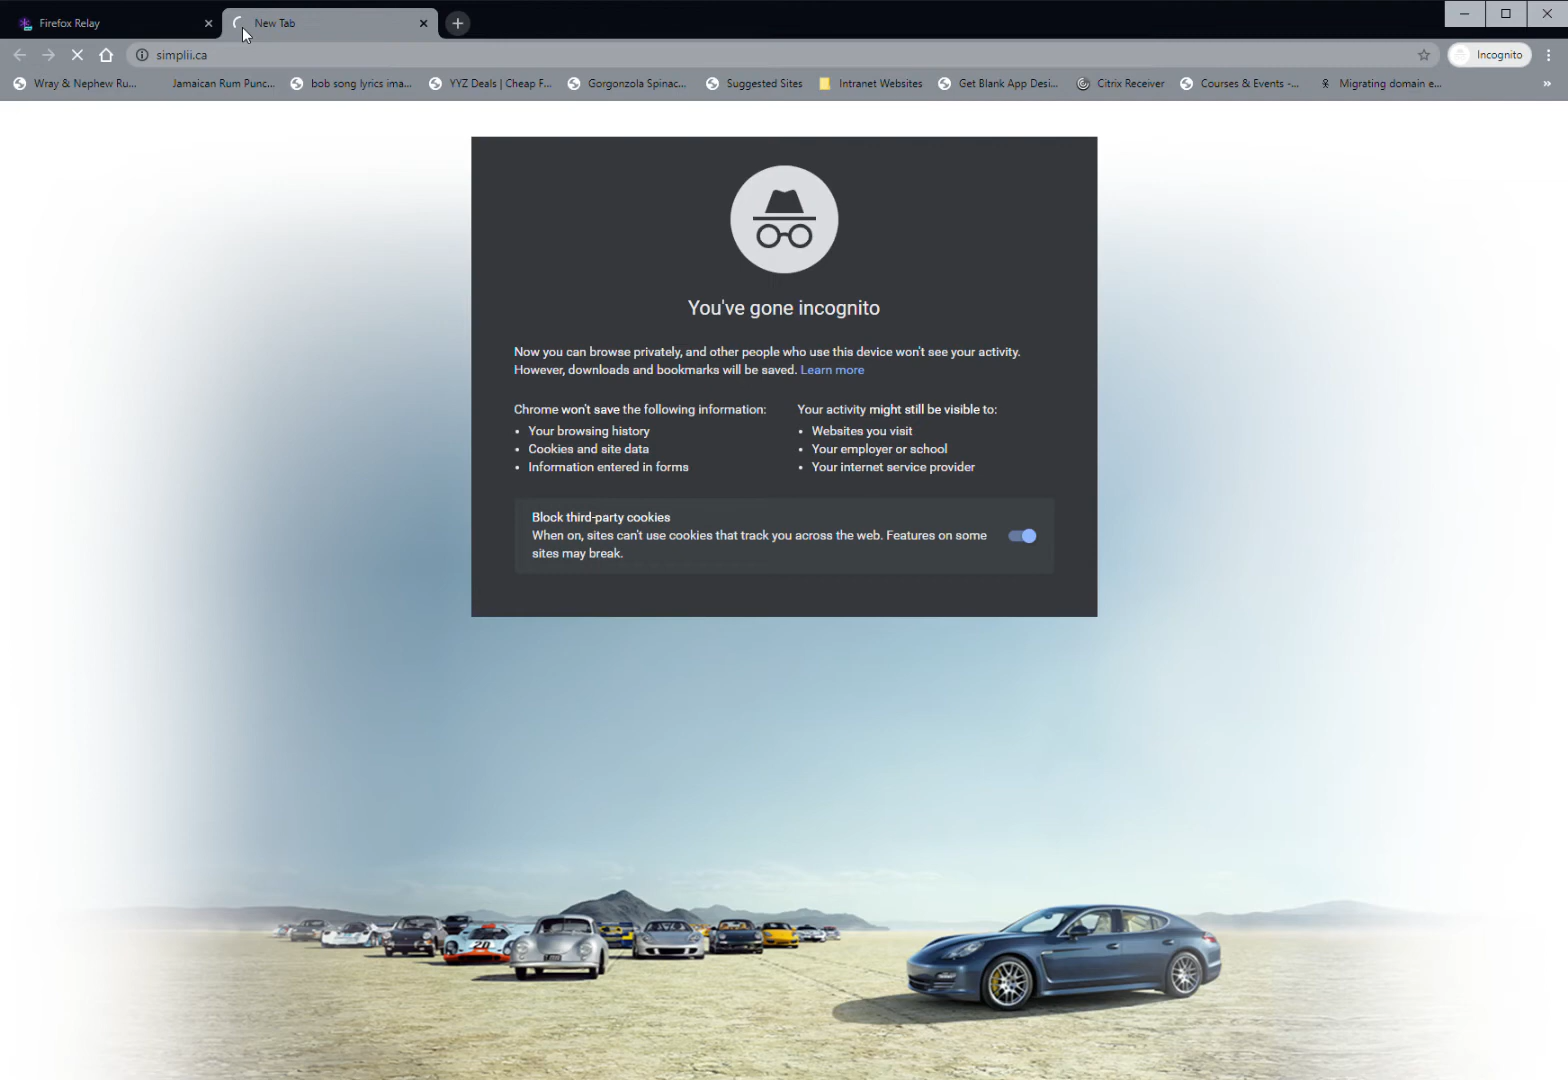 Firefox Relay
New Tab
simplii.ca
Incognito
Wray & Nephew Ru...
Jamaican Rum Punc...
bob song lyrics ima...
YYZ Deals | Cheap F...
Gorgonzola Spinac...
Suggested Sites
Intranet Websites
Get Blank App Desi...
Citrix Receiver
Courses & Events -...
Migrating domain e...
You've gone incognito
Now you can browse privately, and other people who use this device won't see your activity.
However, downloads and bookmarks will be saved. Learn more
Chrome won't save the following information:
Your browsing history
Cookies and site data
Information entered in forms
Your activity might still be visible to:
Websites you visit
Your employer or school
Your internet service provider
Block third-party cookies
When on, sites can't use cookies that track you across the web. Features on some
sites may break.
20